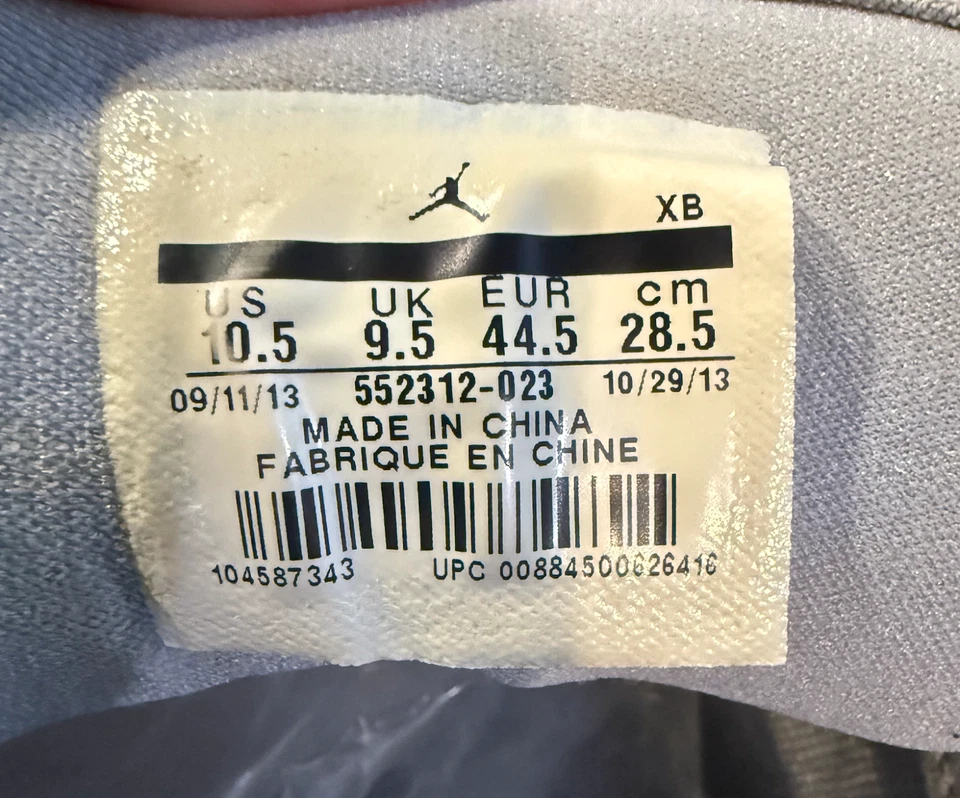 XB
US UK EUR cm
10.5 9.5 44.5 28.5
09/11/13 552312-023 10/29/13
MADE IN CHINA
FABRIQUE EN CHINE
104587343 UPC 00884500626416